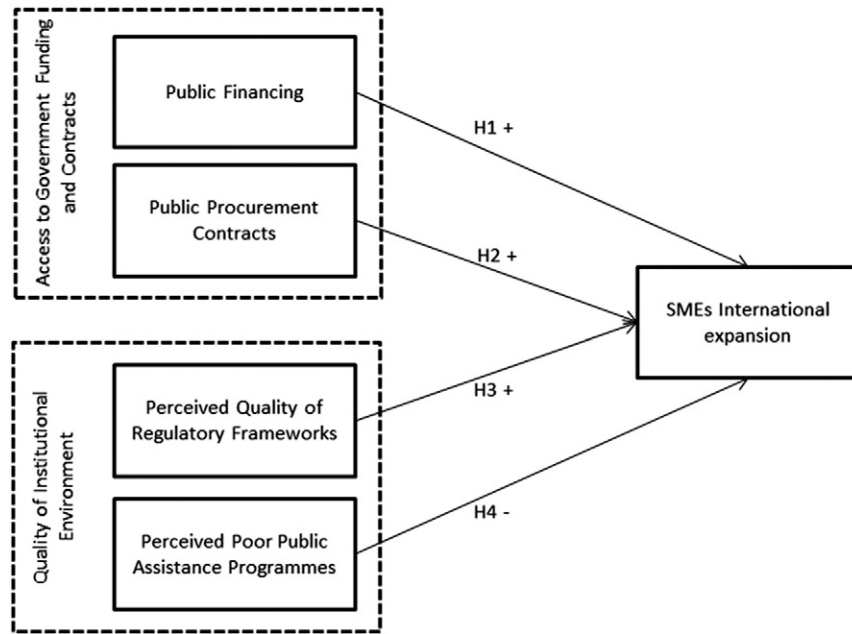 Access to Government Funding
and Contracts
Public Financing
H1 +
Public Procurement
Contracts
H2 +
SMEs International
expansion
Quality of Institutional
Environment
Perceived Quality of
Regulatory Frameworks
H3 +
Perceived Poor Public
Assistance Programmes
H4 -